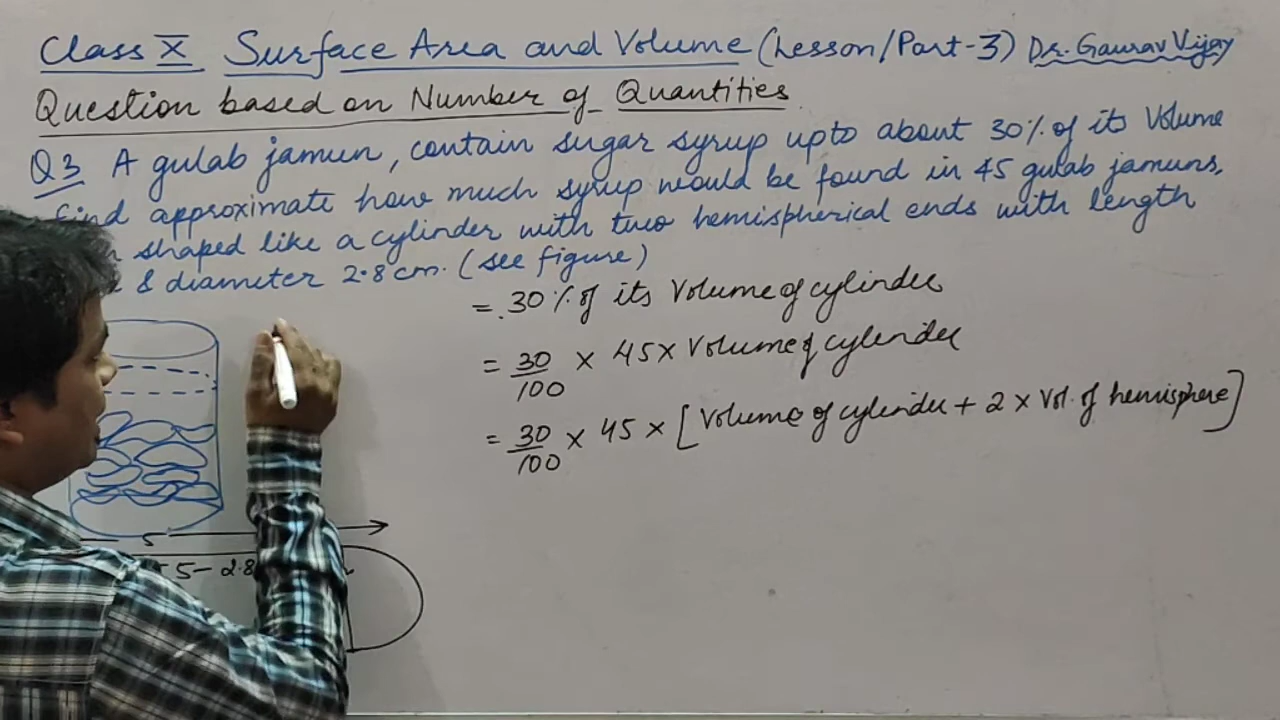 Class X Surface Area and Volume (Lesson/Part-3) Dr. Gaurav Vijay
Question based on Number of Quantities
Q3 A gulab jamun, contain sugar syrup upto about 30% of its Volume
find approximate how much syrup would be found in 45 gulab jamuns,
shaped like a cylinder with two hemispherical ends with length
& diameter 2.8 cm. (see figure)
= 30% of its Volume of cylinder
= 30/100 × 45 × Volume of cylinder
= 30/100 × 45 × [Volume of cylinder + 2 × Vol. of hemisphere]
5
5 - 2.8